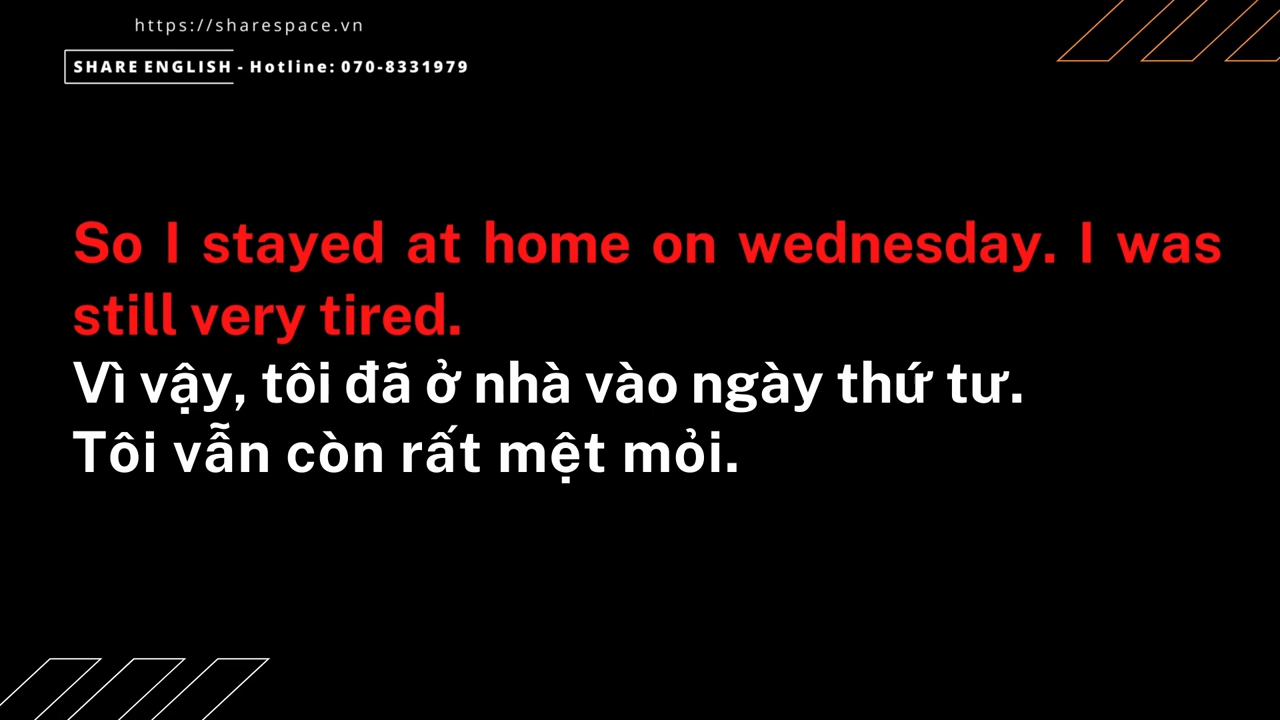 https://sharespace.vn
SHARE ENGLISH - Hotline: 070-8331979
So I stayed at home on wednesday. I was
still very tired.
Vì vậy, tôi đã ở nhà vào ngày thứ tư.
Tôi vẫn còn rất mệt mỏi.